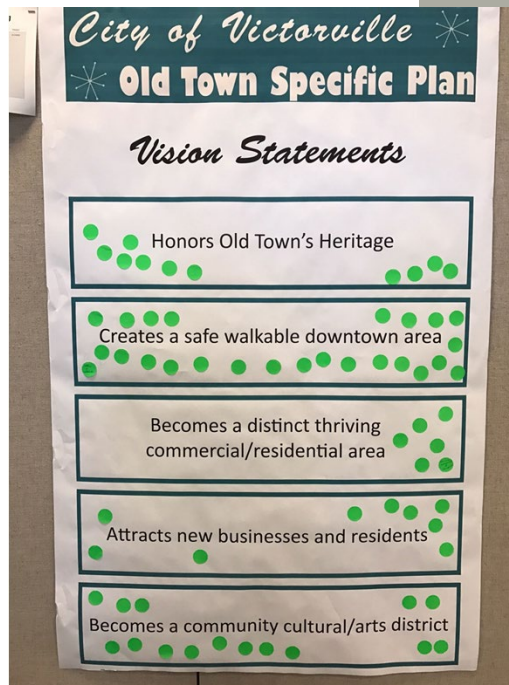 City of Victorville
Old Town Specific Plan
Vision Statements
Honors Old Town's Heritage
Creates a safe walkable downtown area
Becomes a distinct thriving
commercial/residential area
Attracts new businesses and residents
Becomes a community cultural/arts district